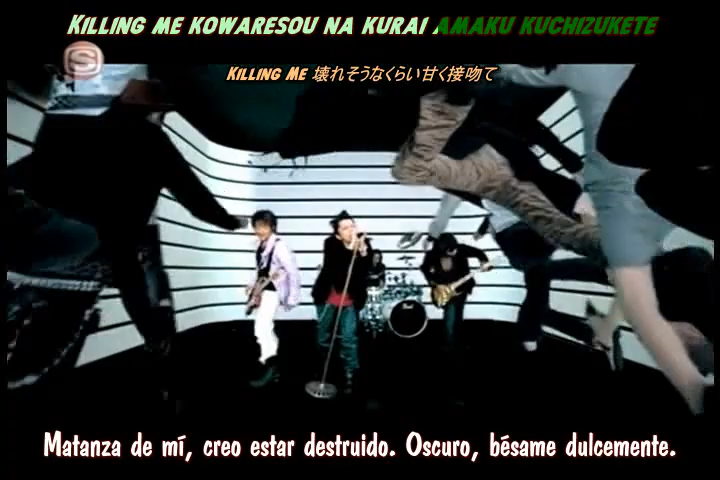 KILLING ME KOWARESOU NA KURAI AMAKU KUCHIZUKETE
S
KILLING ME 壊れそうなくらい甘く接吻て
Pearl
Matanza de mí, creo estar destruido. Oscuro, bésame dulcemente.